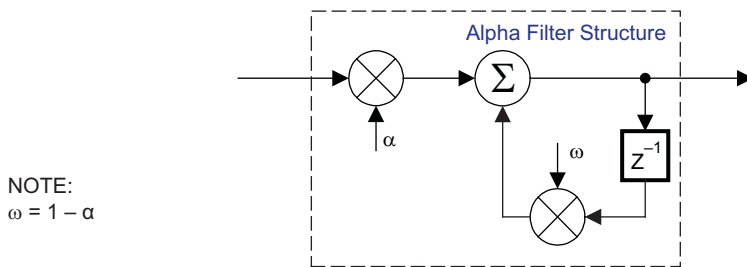 Alpha Filter Structure
Σ
α
ω
z⁻¹
NOTE:
ω = 1 – α